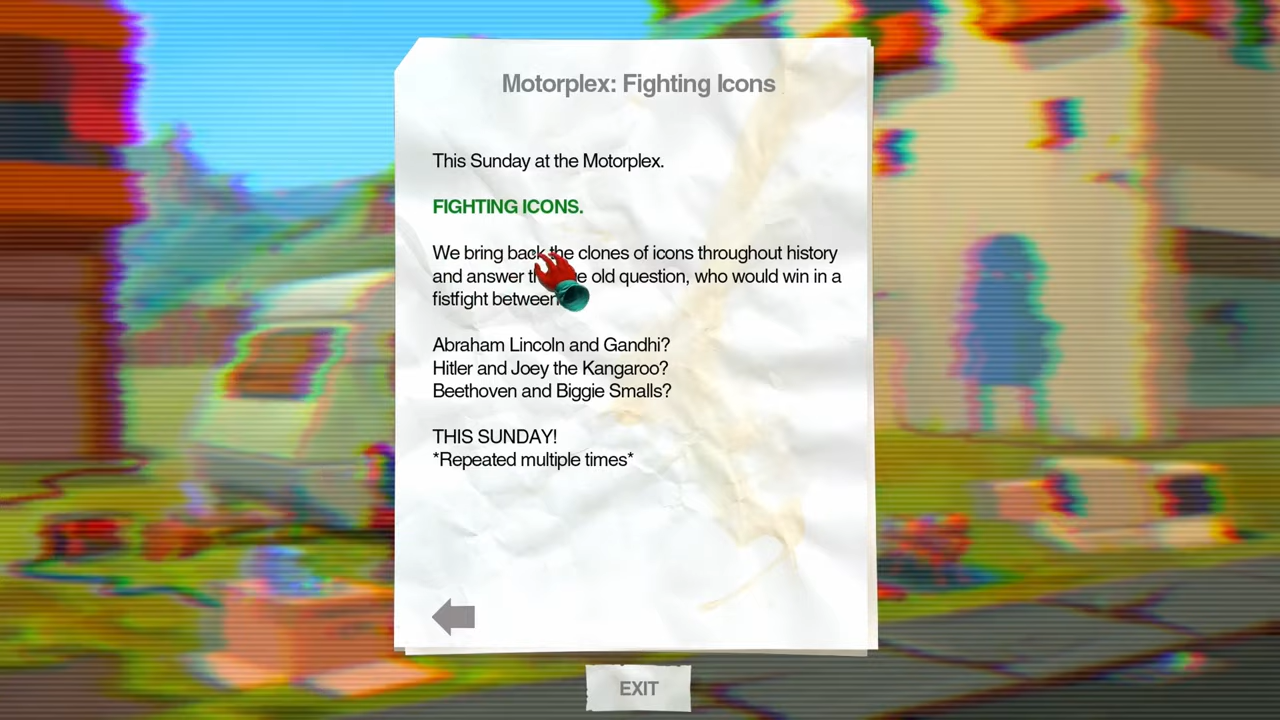 Motorplex: Fighting Icons
This Sunday at the Motorplex.
FIGHTING ICONS.
We bring back the clones of icons throughout history
and answer old question, who would win in a
fistfight between
Abraham Lincoln and Gandhi?
Hitler and Joey the Kangaroo?
Beethoven and Biggie Smalls?
THIS SUNDAY!
*Repeated multiple times*
EXIT